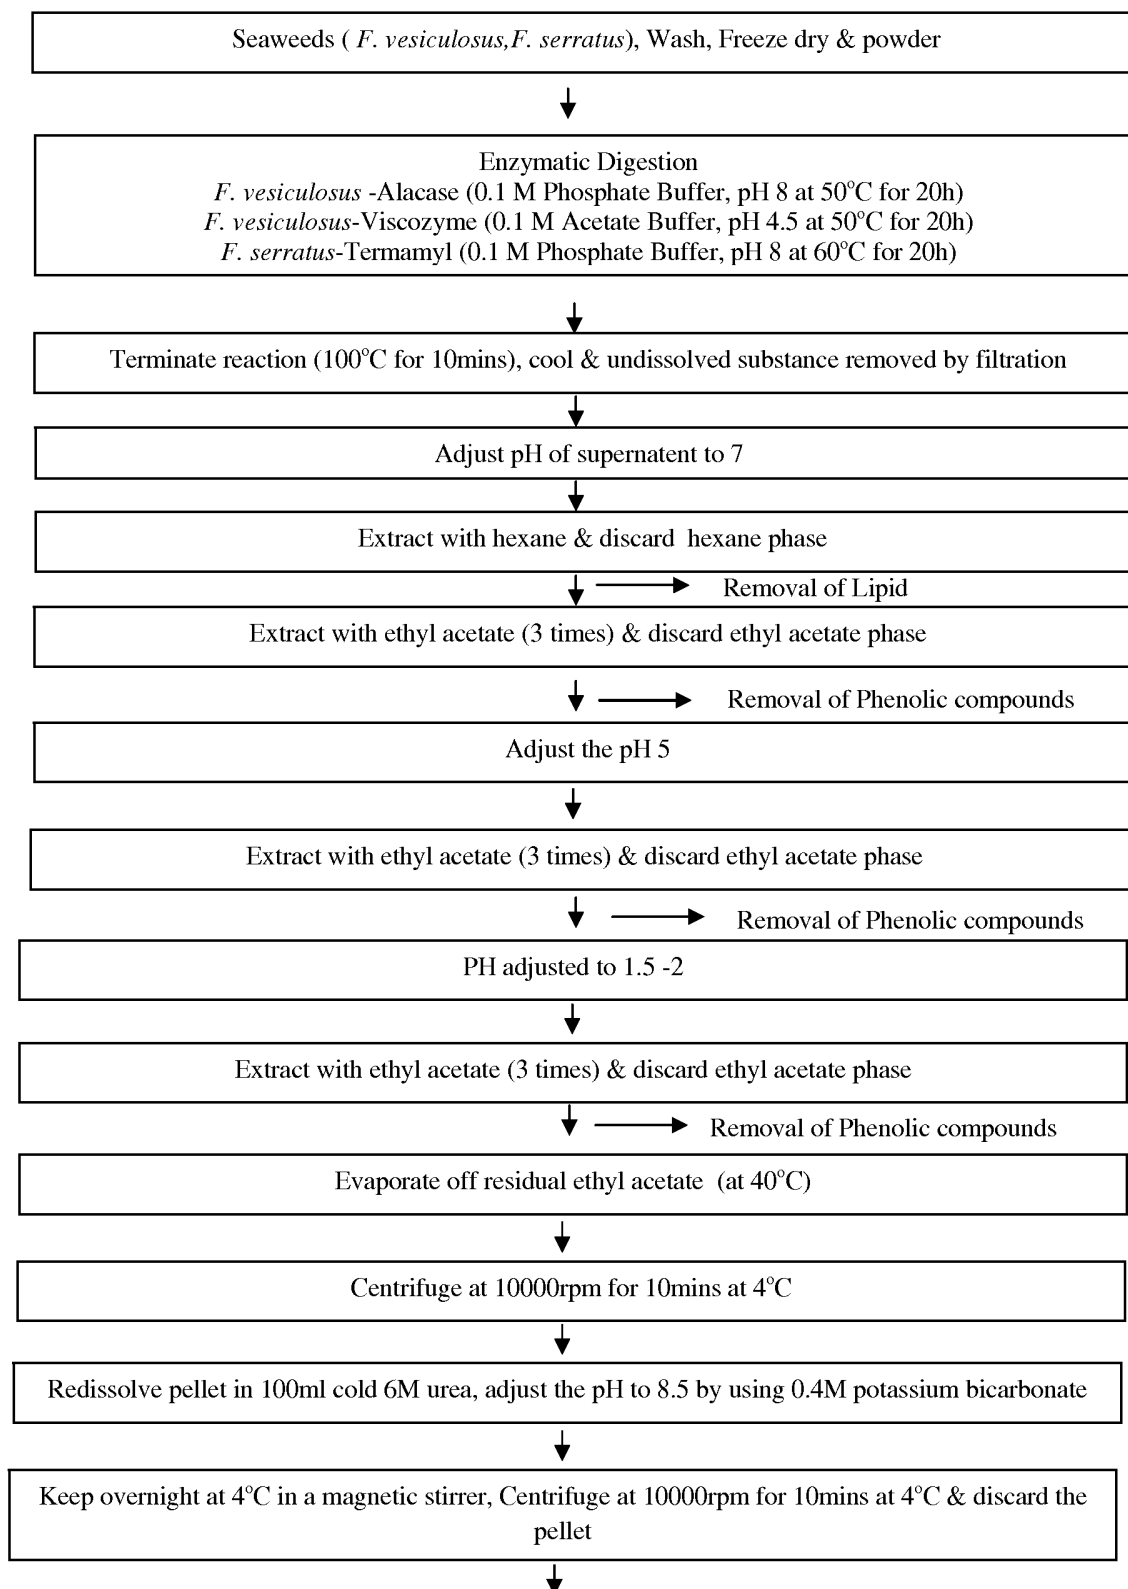 Seaweeds ( F. vesiculosus,F. serratus), Wash, Freeze dry & powder
Enzymatic Digestion
F. vesiculosus -Alacase (0.1 M Phosphate Buffer, pH 8 at 50°C for 20h)
F. vesiculosus-Viscozyme (0.1 M Acetate Buffer, pH 4.5 at 50°C for 20h)
F. serratus-Termamyl (0.1 M Phosphate Buffer, pH 8 at 60°C for 20h)
Terminate reaction (100°C for 10mins), cool & undissolved substance removed by filtration
Adjust pH of supernatent to 7
Extract with hexane & discard hexane phase
Removal of Lipid
Extract with ethyl acetate (3 times) & discard ethyl acetate phase
Removal of Phenolic compounds
Adjust the pH 5
Extract with ethyl acetate (3 times) & discard ethyl acetate phase
Removal of Phenolic compounds
PH adjusted to 1.5 -2
Extract with ethyl acetate (3 times) & discard ethyl acetate phase
Removal of Phenolic compounds
Evaporate off residual ethyl acetate (at 40°C)
Centrifuge at 10000rpm for 10mins at 4°C
Redissolve pellet in 100ml cold 6M urea, adjust the pH to 8.5 by using 0.4M potassium bicarbonate
Keep overnight at 4°C in a magnetic stirrer, Centrifuge at 10000rpm for 10mins at 4°C & discard the
pellet